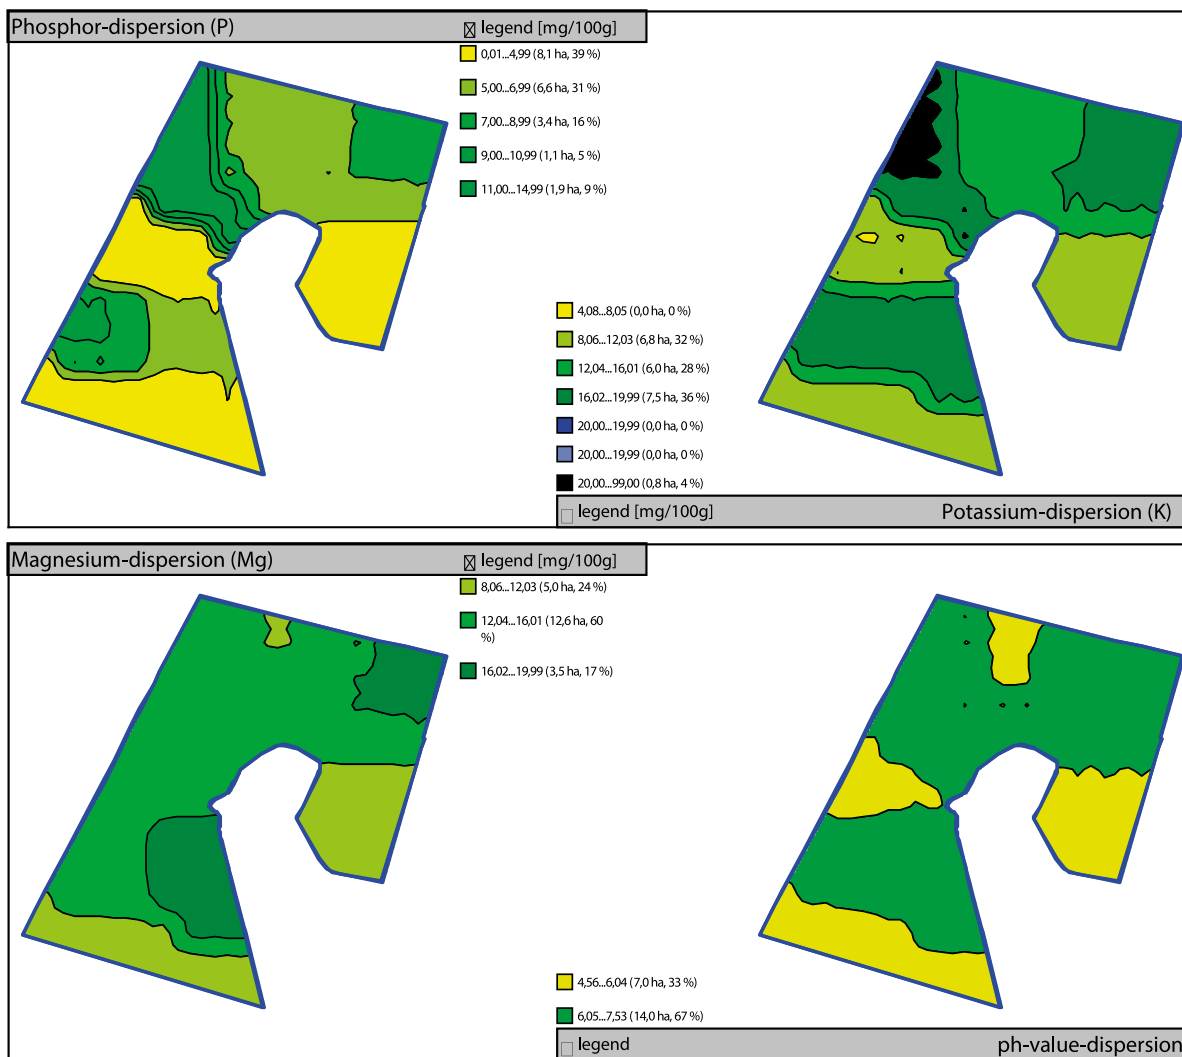 Phosphor-dispersion (P)
legend [mg/100g]
0,01...4,99 (8,1 ha, 39 %)
5,00...6,99 (6,6 ha, 31 %)
7,00...8,99 (3,4 ha, 16 %)
9,00...10,99 (1,1 ha, 5 %)
11,00...14,99 (1,9 ha, 9 %)
4,08...8,05 (0,0 ha, 0 %)
8,06...12,03 (6,8 ha, 32 %)
12,04...16,01 (6,0 ha, 28 %)
16,02...19,99 (7,5 ha, 36 %)
20,00...19,99 (0,0 ha, 0 %)
20,00...19,99 (0,0 ha, 0 %)
20,00...99,00 (0,8 ha, 4 %)
legend [mg/100g]
Potassium-dispersion (K)
Magnesium-dispersion (Mg)
legend [mg/100g]
8,06...12,03 (5,0 ha, 24 %)
12,04...16,01 (12,6 ha, 60
%)
16,02...19,99 (3,5 ha, 17 %)
4,56...6,04 (7,0 ha, 33 %)
6,05...7,53 (14,0 ha, 67 %)
legend
ph-value-dispersion